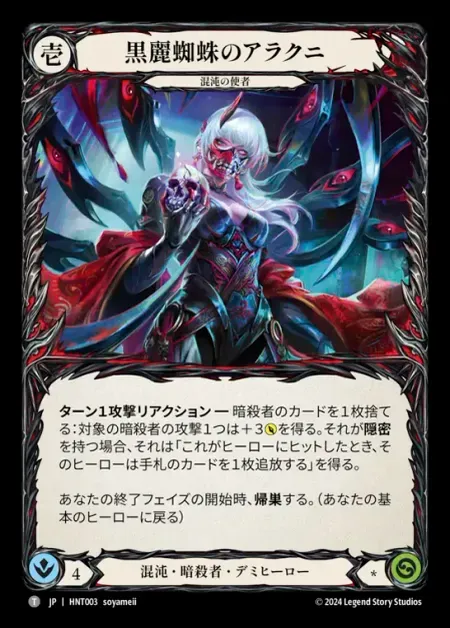 壱
黒麗蜘蛛のアラクニ
混沌の使者
ターン1攻撃リアクション — 暗殺者のカードを1枚捨て
る：対象の暗殺者の攻撃1つは＋3を得る。それが隠密
を持つ場合、それは「これがヒーローにヒットしたとき、そ
のヒーローは手札のカードを1枚追放する」を得る。
あなたの終了フェイズの開始時、帰巣する。（あなたの
基本のヒーローに戻る）
4
混沌・暗殺者・デミヒーロー
*
T JP | HNT003 soyameii
© 2024 Legend Story Studios